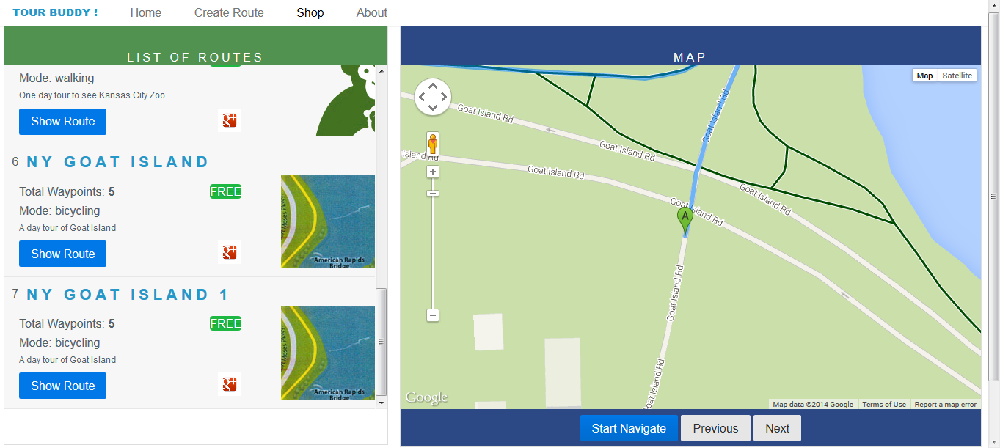 TOUR BUDDY !
Home
Create Route
Shop
About
LIST OF ROUTES
Mode: walking
One day tour to see Kansas City Zoo.
Show Route
g+
6 NY GOAT ISLAND
Total Waypoints: 5
FREE
Mode: bicycling
A day tour of Goat Island
Show Route
g+
American Rapids
Bridge
7 NY GOAT ISLAND 1
Total Waypoints: 5
FREE
Mode: bicycling
A day tour of Goat Island
Show Route
g+
American Rapids
Bridge
MAP
Map
Satellite
Goat Island Rd
Goat Island Rd
Goat Island Rd
Island Rd
Goat Island Rd
Goat Island Rd
Goat Island Rd
A
Goat Island Rd
Goat Island Rd
Google
Map data ©2014 Google
Terms of Use
Report a map error
Start Navigate
Previous
Next